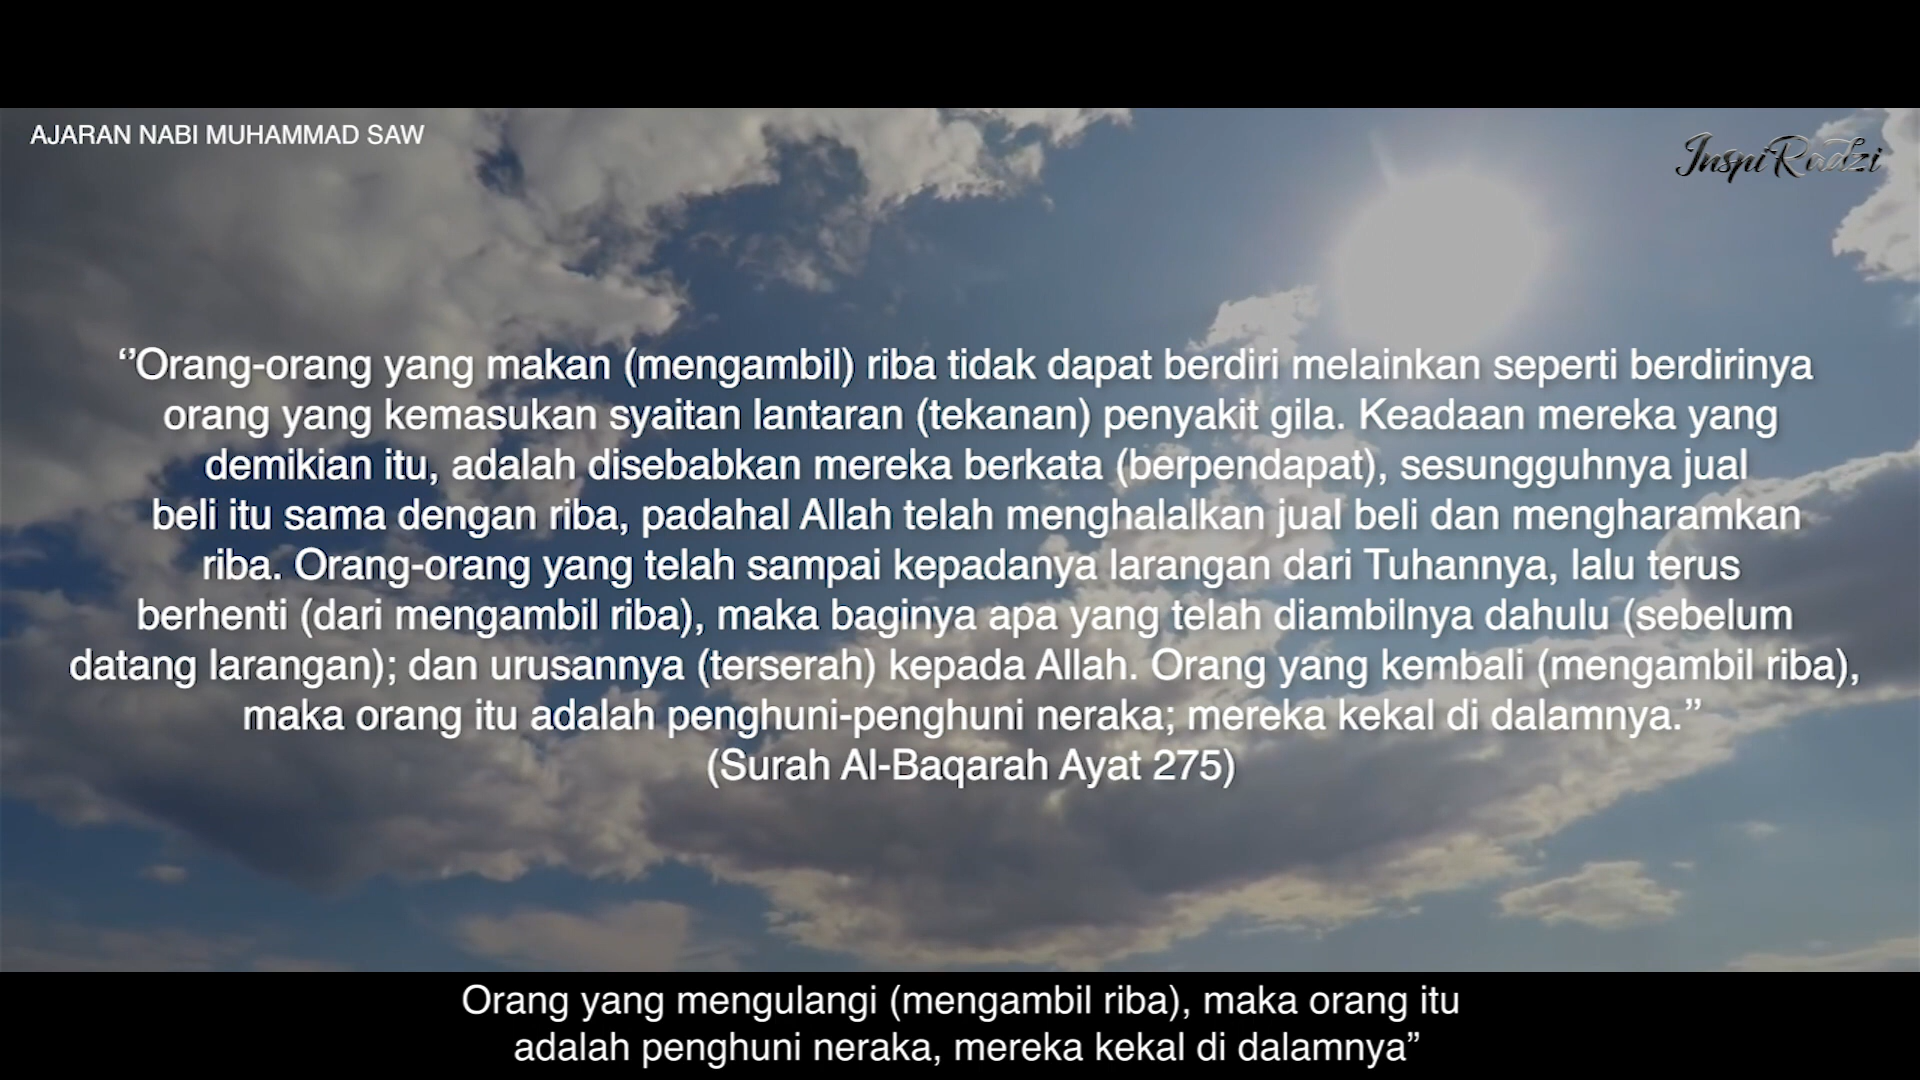 AJARAN NABI MUHAMMAD SAW
InspiRadzi
‘’Orang-orang yang makan (mengambil) riba tidak dapat berdiri melainkan seperti berdirinya
orang yang kemasukan syaitan lantaran (tekanan) penyakit gila. Keadaan mereka yang
demikian itu, adalah disebabkan mereka berkata (berpendapat), sesungguhnya jual
beli itu sama dengan riba, padahal Allah telah menghalalkan jual beli dan mengharamkan
riba. Orang-orang yang telah sampai kepadanya larangan dari Tuhannya, lalu terus
berhenti (dari mengambil riba), maka baginya apa yang telah diambilnya dahulu (sebelum
datang larangan); dan urusannya (terserah) kepada Allah. Orang yang kembali (mengambil riba),
maka orang itu adalah penghuni-penghuni neraka; mereka kekal di dalamnya.’’
(Surah Al-Baqarah Ayat 275)
Orang yang mengulangi (mengambil riba), maka orang itu
adalah penghuni neraka, mereka kekal di dalamnya”